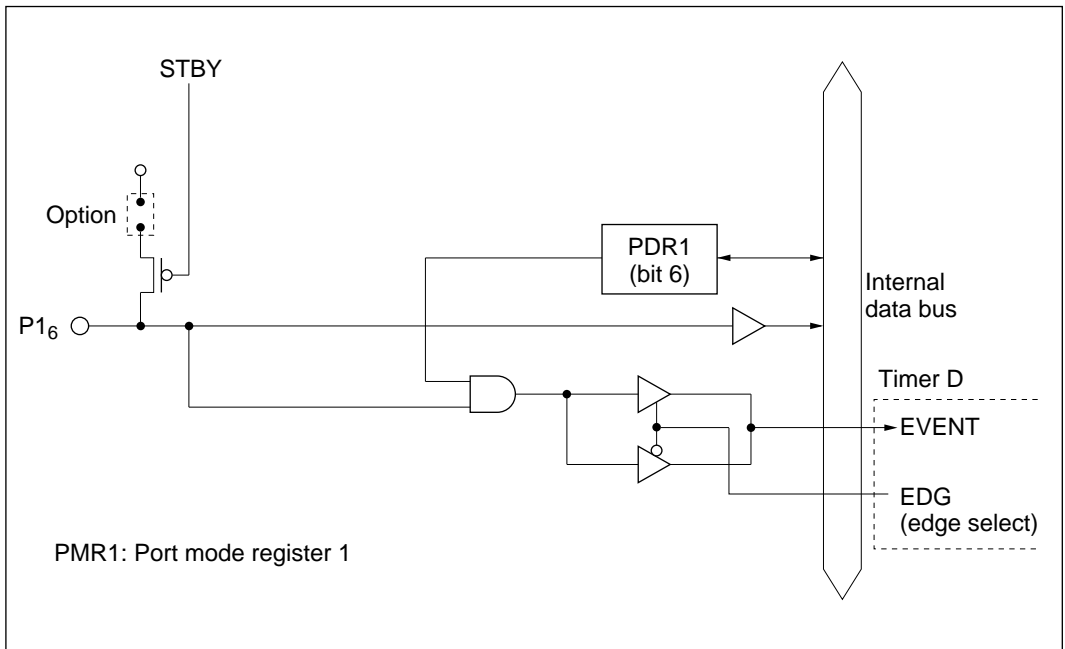 STBY
Option
PDR1
(bit 6)
Internal
data bus
P1₆
Timer D
EVENT
EDG
(edge select)
PMR1: Port mode register 1